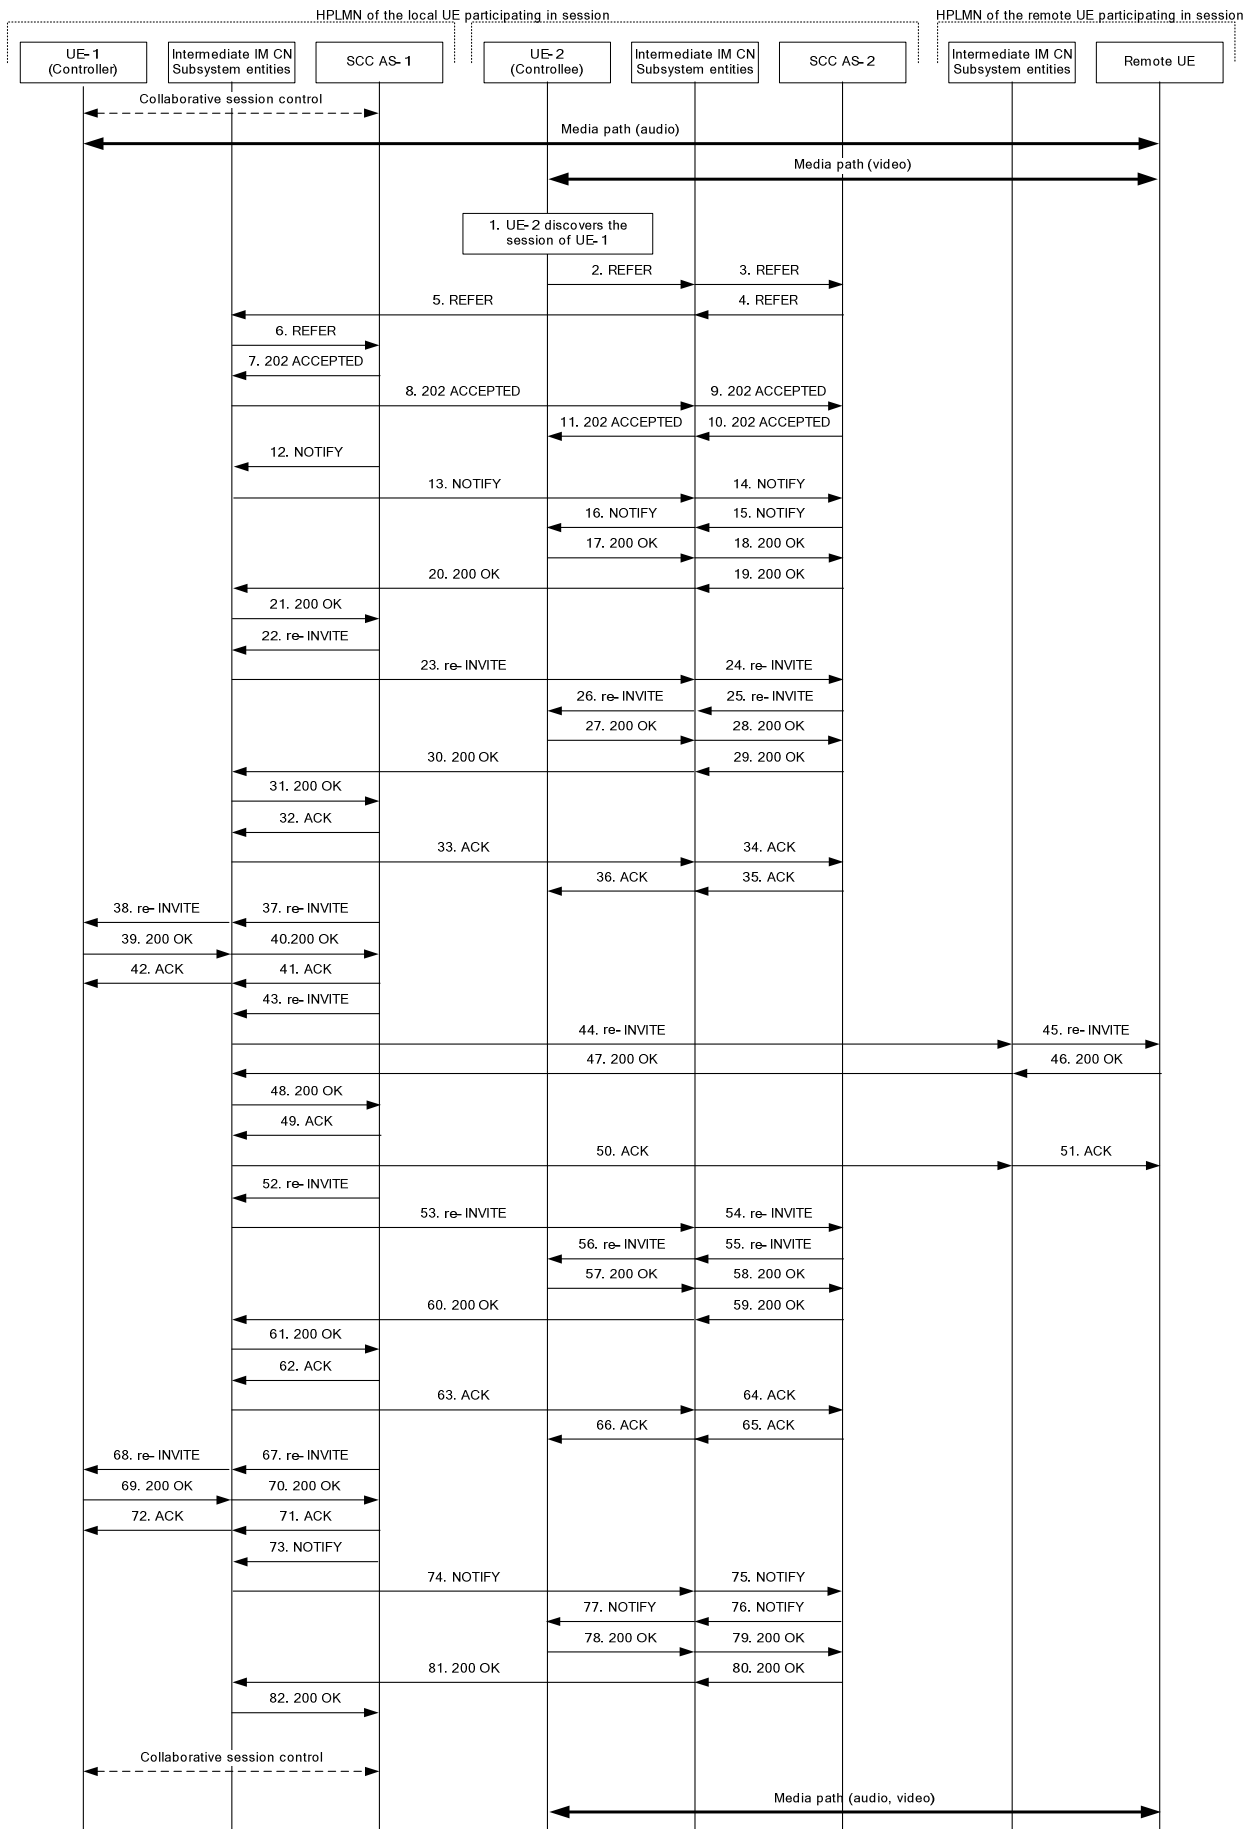 HPLMN of the local UE participating in session
HPLMN of the remote UE participating in session
UE-1
(Controller)
Intermediate IM CN
Subsystem entities
SCC AS-1
UE-2
(Controllee)
Intermediate IM CN
Subsystem entities
SCC AS-2
Intermediate IM CN
Subsystem entities
Remote UE
Collaborative session control
Media path (audio)
Media path (video)
1. UE-2 discovers the
session of UE-1
2. REFER
3. REFER
5. REFER
4. REFER
6. REFER
7. 202 ACCEPTED
8. 202 ACCEPTED
9. 202 ACCEPTED
11. 202 ACCEPTED
10. 202 ACCEPTED
12. NOTIFY
13. NOTIFY
14. NOTIFY
16. NOTIFY
15. NOTIFY
17. 200 OK
18. 200 OK
20. 200 OK
19. 200 OK
21. 200 OK
22. re-INVITE
23. re-INVITE
24. re-INVITE
26. re-INVITE
25. re-INVITE
27. 200 OK
28. 200 OK
30. 200 OK
29. 200 OK
31. 200 OK
32. ACK
33. ACK
34. ACK
36. ACK
35. ACK
38. re-INVITE
37. re-INVITE
39. 200 OK
40.200 OK
42. ACK
41. ACK
43. re-INVITE
44. re-INVITE
45. re-INVITE
47. 200 OK
46. 200 OK
48. 200 OK
49. ACK
50. ACK
51. ACK
52. re-INVITE
53. re-INVITE
54. re-INVITE
56. re-INVITE
55. re-INVITE
57. 200 OK
58. 200 OK
60. 200 OK
59. 200 OK
61. 200 OK
62. ACK
63. ACK
64. ACK
66. ACK
65. ACK
68. re-INVITE
67. re-INVITE
69. 200 OK
70. 200 OK
72. ACK
71. ACK
73. NOTIFY
74. NOTIFY
75. NOTIFY
77. NOTIFY
76. NOTIFY
78. 200 OK
79. 200 OK
81. 200 OK
80. 200 OK
82. 200 OK
Collaborative session control
Media path (audio, video)